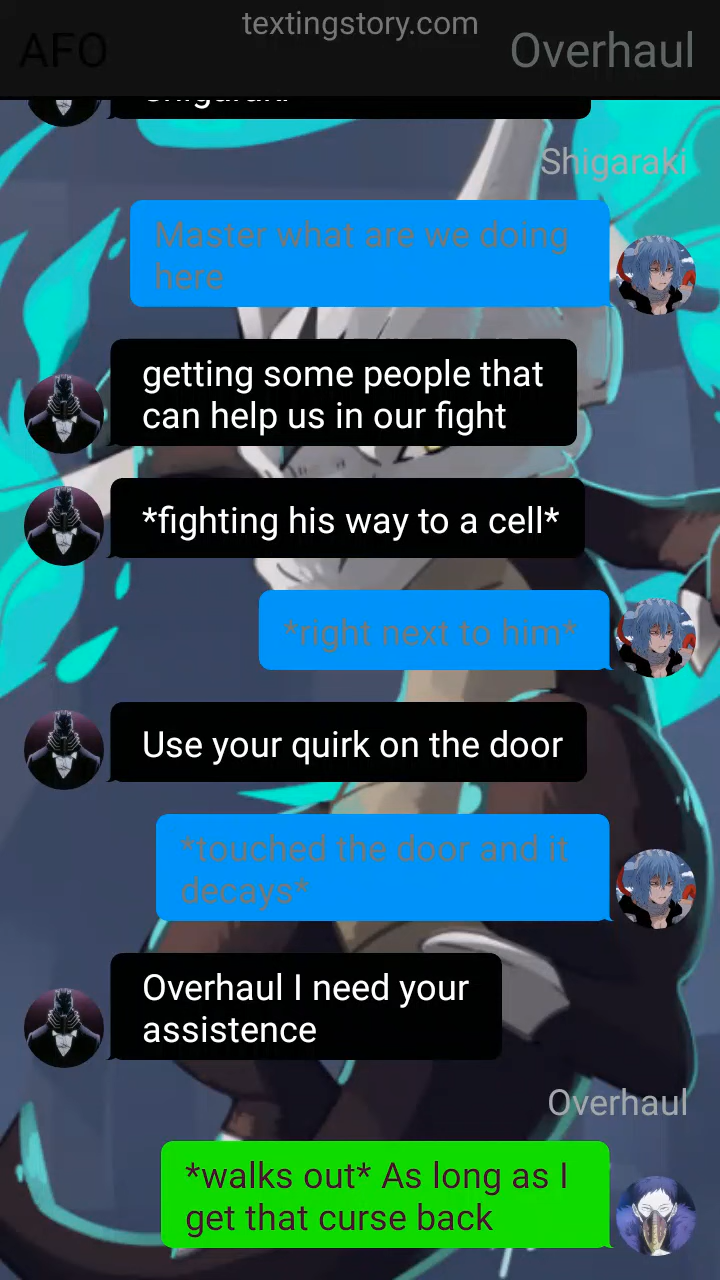 textingstory.com
AFO
Overhaul
Shigaraki
Shigaraki
Master what are we doing
here
getting some people that
can help us in our fight
*fighting his way to a cell*
*right next to him*
Use your quirk on the door
*touched the door and it
decays*
Overhaul I need your
assistence
Overhaul
*walks out* As long as I
get that curse back